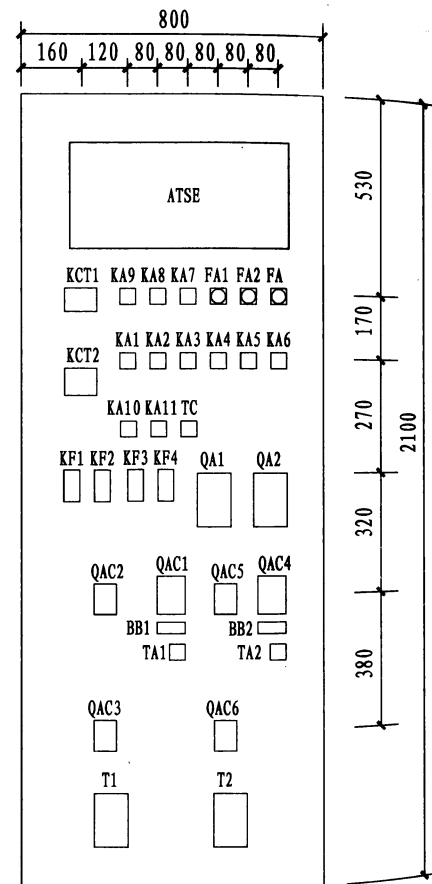 800
160 120 80 80 80 80 80
ATSE
530
KCT1 KA9 KA8 KA7 FA1 FA2 FA
170
KA1 KA2 KA3 KA4 KA5 KA6
KCT2
270
2100
KA10 KA11 TC
KF1 KF2 KF3 KF4 QA1 QA2
320
QAC2 QAC1 QAC5 QAC4
BB1 BB2
TA1 TA2
380
QAC3 QAC6
T1 T2